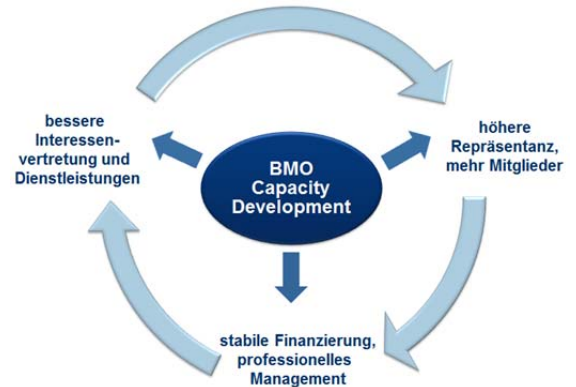 bessere
Interessen-
vertretung und
Dienstleistungen
BMO
Capacity
Development
höhere
Repräsentanz,
mehr Mitglieder
stabile Finanzierung,
professionelles
Management